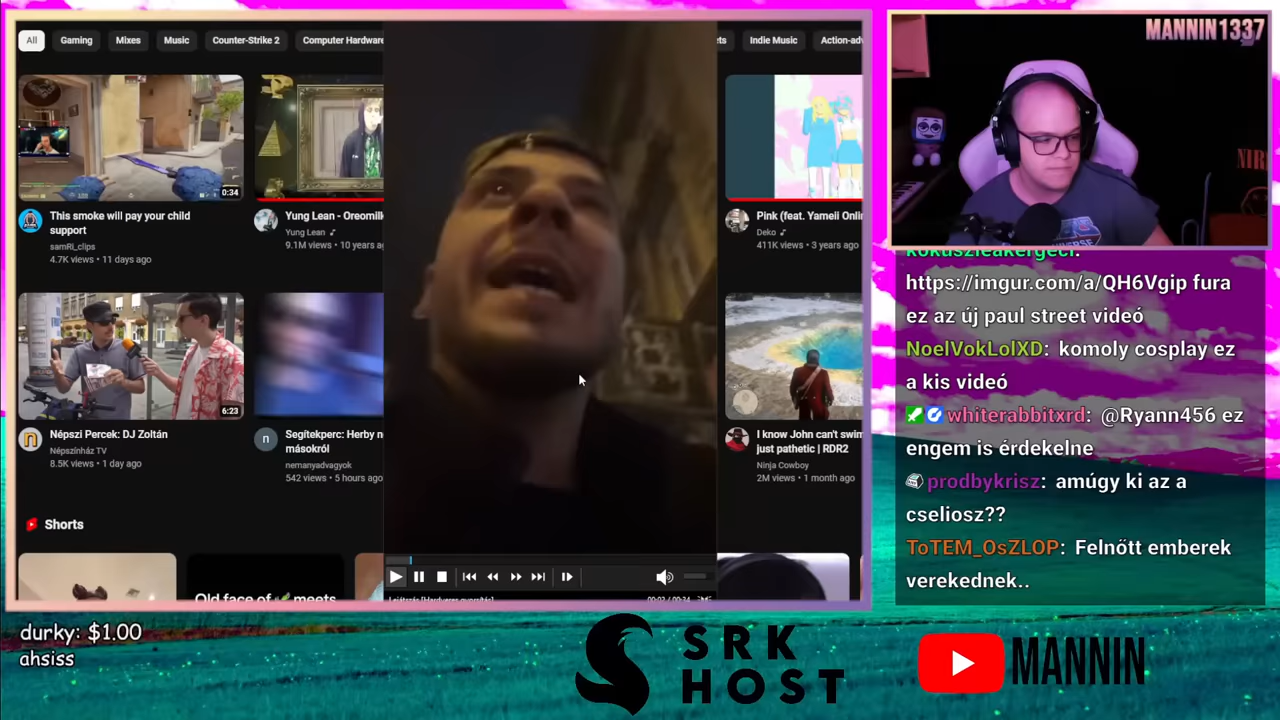 All
Gaming
Mixes
Music
Counter-Strike 2
Computer Hardware
Indie Music
0:34
This smoke will pay your child
support
samRi_clips
4.7K views • 11 days ago
Yung Lean - Oreomilk
Yung Lean
9.1M views • 10 years
Pink (feat. Yameii Onli
Deko
411K views • 3 years ago
6:23
Népszi Percek: DJ Zoltán
Népszínház TV
8.5K views • 1 day ago
Segítekperc: Herby n
másokról
nemanyadvagyok
542 views • 5 hours ago
I know John can't swim
just pathetic | RDR2
Ninja Cowboy
2M views • 1 month ago
Shorts
Old face of
meets
MANNIN1337
https://imgur.com/a/QH6Vgip fura
ez az új paul street videó
NoelVokLolXD: komoly cosplay ez
a kis videó
whiterabbitxrd: @Ryann456 ez
engem is érdekelne
prodbykrisz: amúgy ki az a
cseliosz??
ToTEM_OsZLOP: Felnőtt emberek
verekednek..
durky: $1.00
ahsiss
SRK
HOST
MANNIN